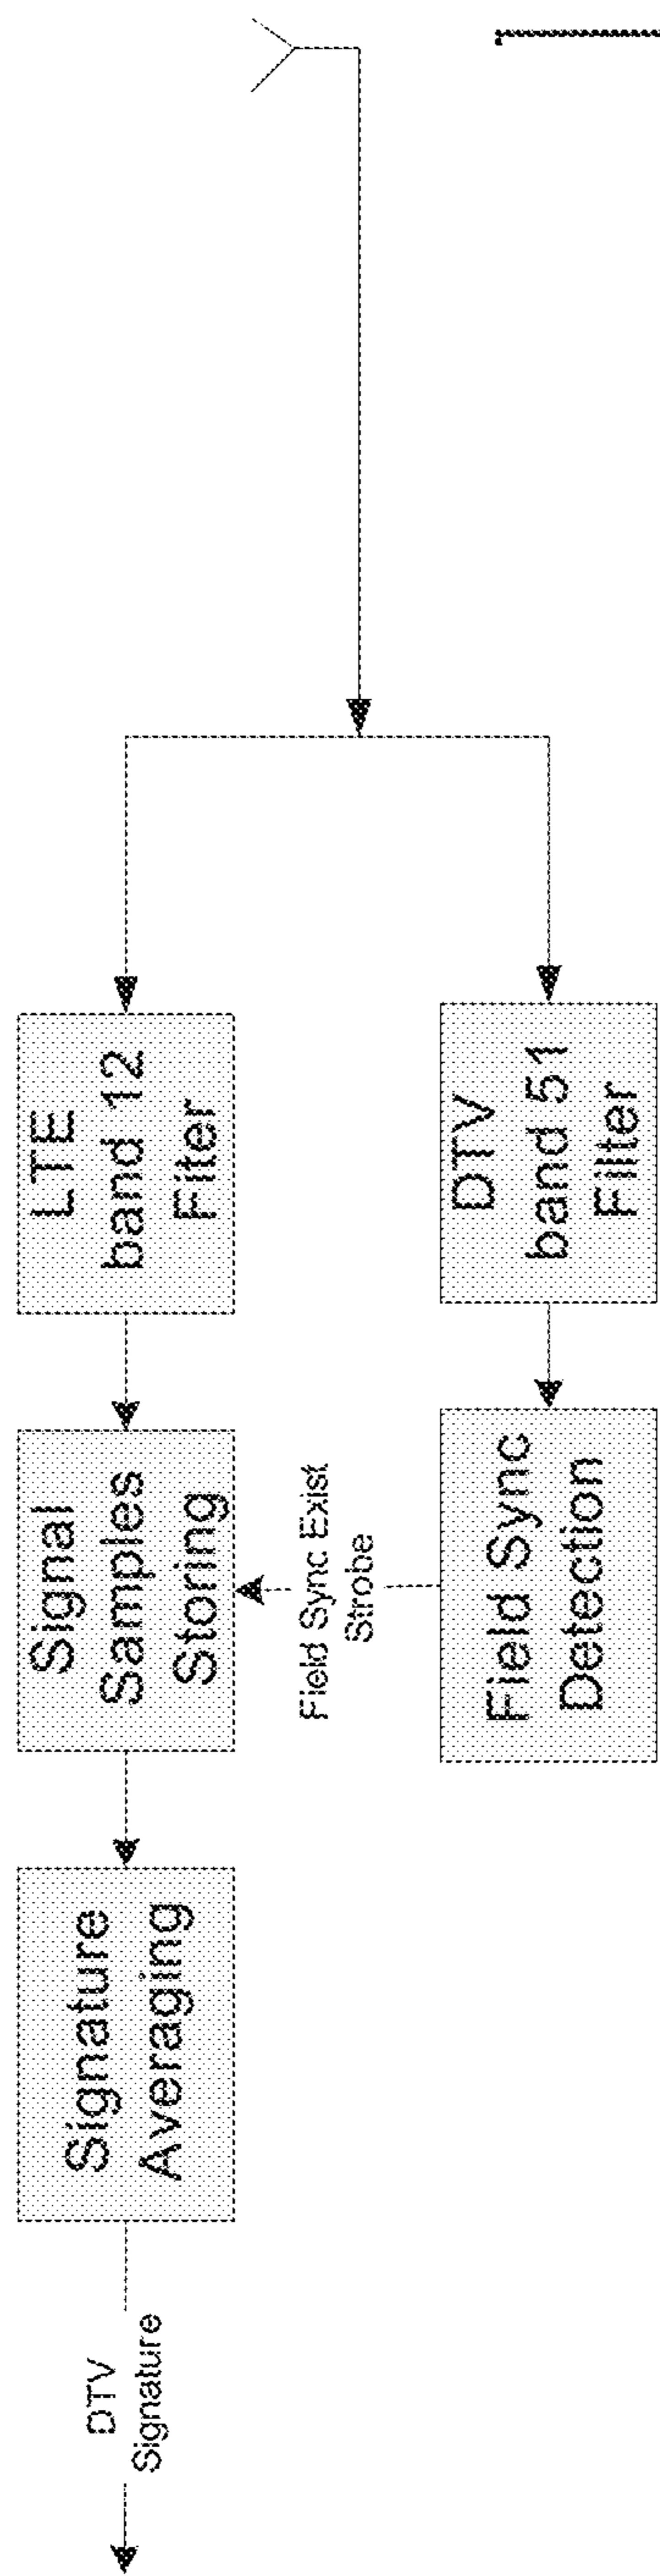 LTE
band 12
Fiter
DTV
band 51
Filter
Signal
Samples
Storing
Field Sync Exist
Strobe
Field Sync
Detection
Signature
Averaging
DTV
Signature